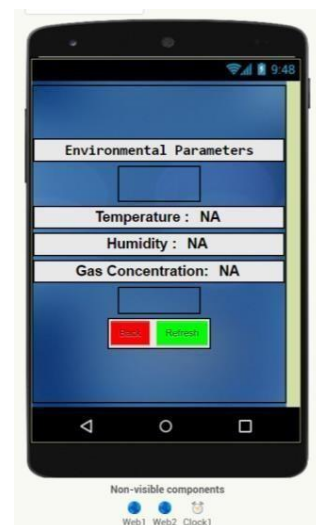 9:48
Environmental Parameters
Temperature : NA
Humidity : NA
Gas Concentration: NA
Back Refresh
Non-visible components
Web1 Web2 Clock1